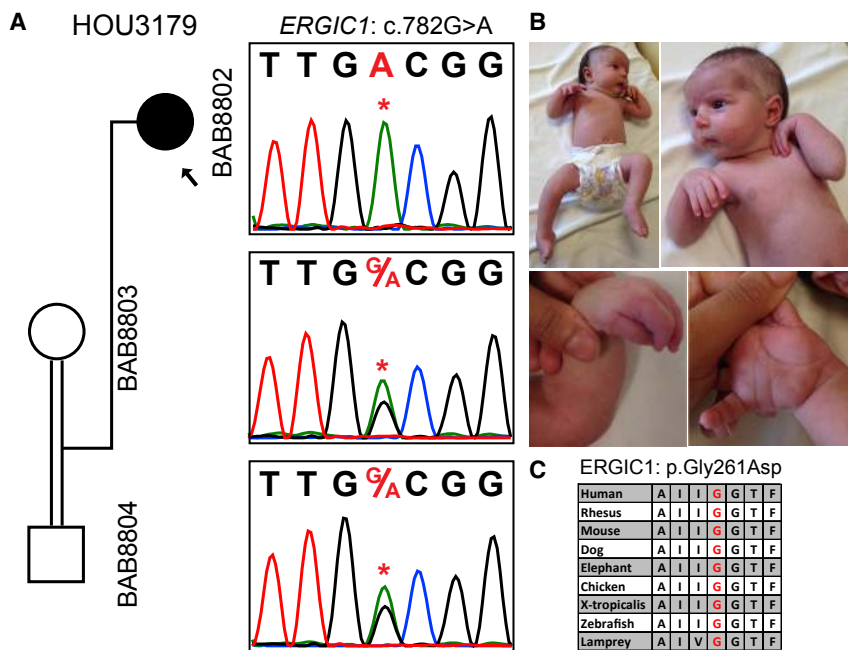 A
HOU3179
BAB8802
BAB8803
BAB8804
ERGIC1: c.782G>A
T T G A C G G
*
T T G G/A C G G
*
T T G G/A C G G
*
B
C
ERGIC1: p.Gly261Asp
Human A I I G G T F
Rhesus A I I G G T F
Mouse A I I G G T F
Dog A I I G G T F
Elephant A I I G G T F
Chicken A I I G G T F
X-tropicalis A I I G G T F
Zebrafish A I I G G T F
Lamprey A I V G G T F